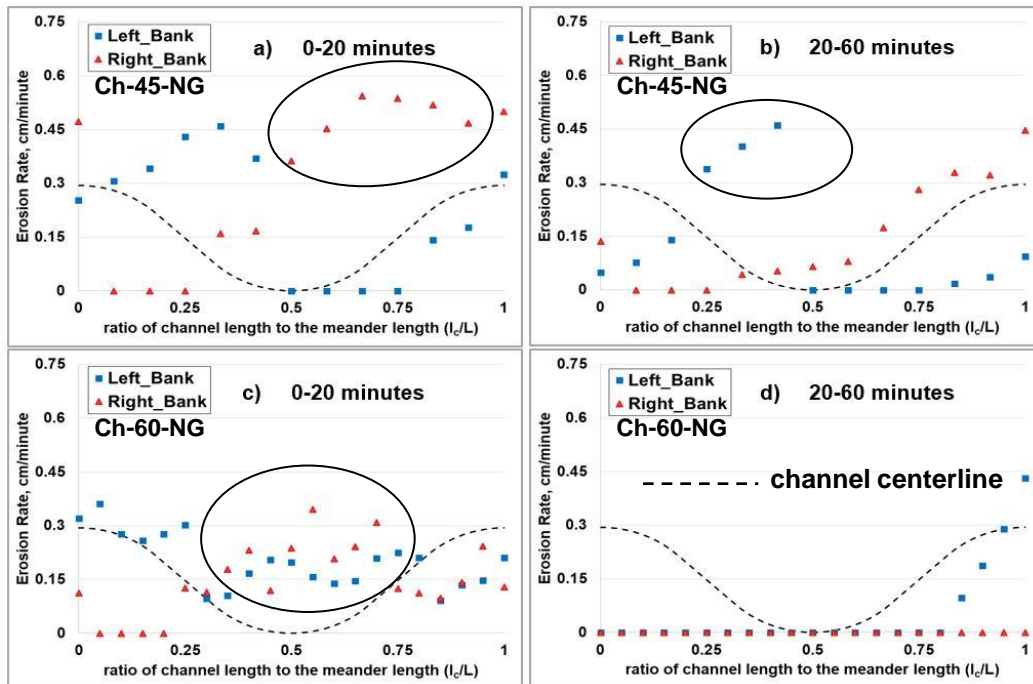 0.75
0.6
0.45
0.3
0.15
0
Erosion Rate, cm/minute
Left_Bank
Right_Bank
a) 0-20 minutes
Ch-45-NG
0 0.25 0.5 0.75 1
ratio of channel length to the meander length (lc/L)
0.75
0.6
0.45
0.3
0.15
0
Erosion Rate, cm/minute
Left_Bank
Right_Bank
b) 20-60 minutes
Ch-45-NG
0 0.25 0.5 0.75 1
ratio of channel length to the meander length (lc/L)
0.75
0.6
0.45
0.3
0.15
0
Erosion Rate, cm/minute
Left_Bank
Right_Bank
c) 0-20 minutes
Ch-60-NG
0 0.25 0.5 0.75 1
ratio of channel length to the meander length (lc/L)
0.75
0.6
0.45
0.3
0.15
0
Erosion Rate, cm/minute
Left_Bank
Right_Bank
d) 20-60 minutes
Ch-60-NG
channel centerline
0 0.25 0.5 0.75 1
ratio of channel length to the meander length (lc/L)